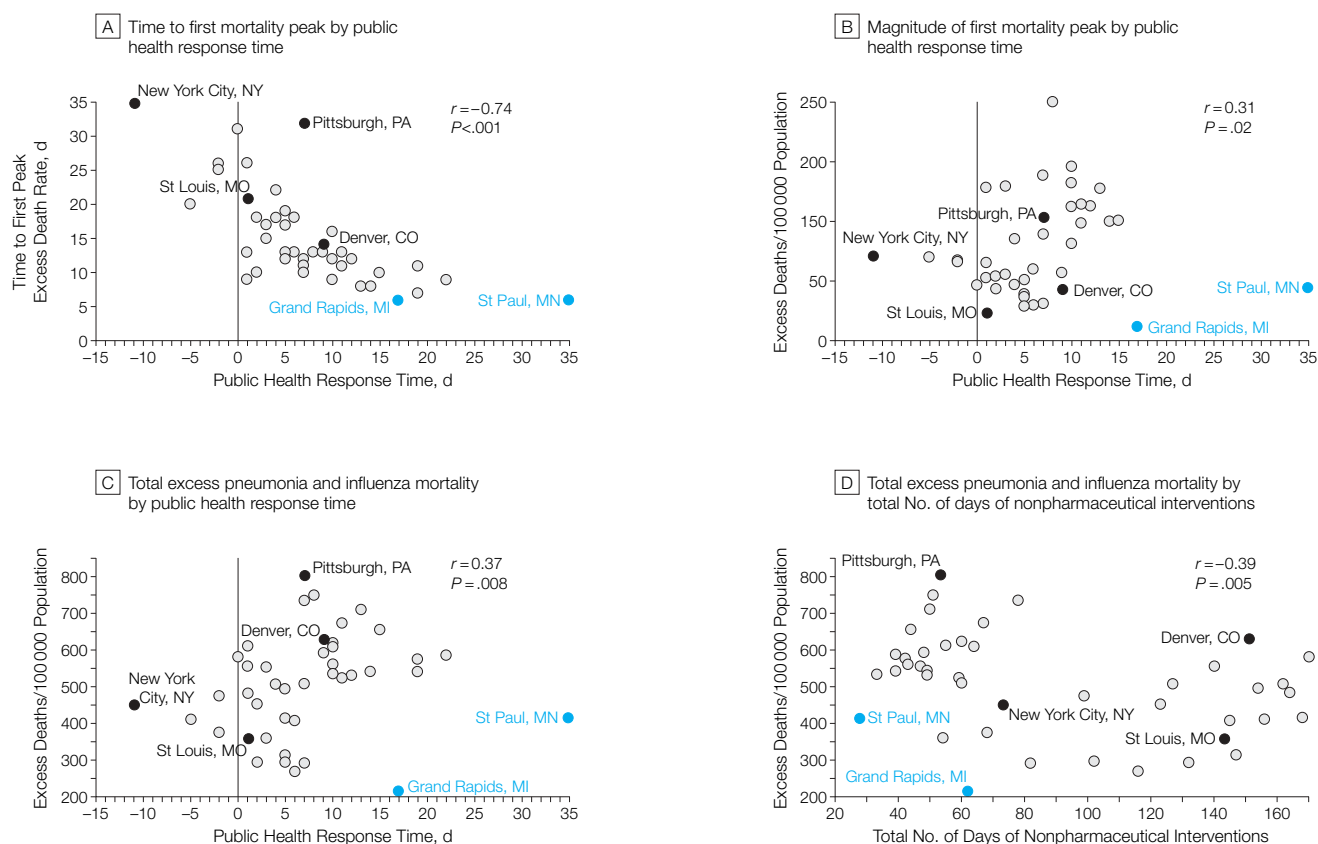 A Time to first mortality peak by public
health response time
New York City, NY
Pittsburgh, PA
r=−0.74
P<.001
St Louis, MO
Denver, CO
Grand Rapids, MI
St Paul, MN
Time to First Peak
Excess Death Rate, d
35
30
25
20
15
10
5
0
−15 −10 −5 0 5 10 15 20 25 30 35
Public Health Response Time, d
B Magnitude of first mortality peak by public
health response time
r=0.31
P=.02
Pittsburgh, PA
New York City, NY
Denver, CO
St Louis, MO
St Paul, MN
Grand Rapids, MI
Excess Deaths/100 000 Population
250
200
150
100
50
0
−15 −10 −5 0 5 10 15 20 25 30 35
Public Health Response Time, d
C Total excess pneumonia and influenza mortality
by public health response time
Pittsburgh, PA
r=0.37
P=.008
Denver, CO
New York
City, NY
St Louis, MO
St Paul, MN
Grand Rapids, MI
Excess Deaths/100 000 Population
800
700
600
500
400
300
200
−15 −10 −5 0 5 10 15 20 25 30 35
Public Health Response Time, d
D Total excess pneumonia and influenza mortality by
total No. of days of nonpharmaceutical interventions
Pittsburgh, PA
r=−0.39
P=.005
Denver, CO
St Paul, MN
New York City, NY
St Louis, MO
Grand Rapids, MI
Excess Deaths/100 000 Population
800
700
600
500
400
300
200
20 40 60 80 100 120 140 160
Total No. of Days of Nonpharmaceutical Interventions